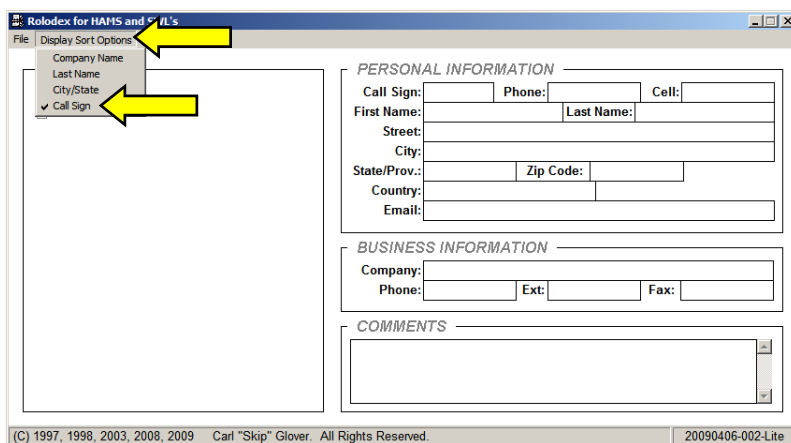 Rolodex for HAMS and SWL's
File Display Sort Options
Company Name
Last Name
City/State
Call Sign
PERSONAL INFORMATION
Call Sign: Phone: Cell:
First Name: Last Name:
Street:
City:
State/Prov.: Zip Code:
Country:
Email:
BUSINESS INFORMATION
Company:
Phone: Ext: Fax:
COMMENTS
(C) 1997, 1998, 2003, 2008, 2009 Carl "Skip" Glover. All Rights Reserved. 20090406-002-Lite